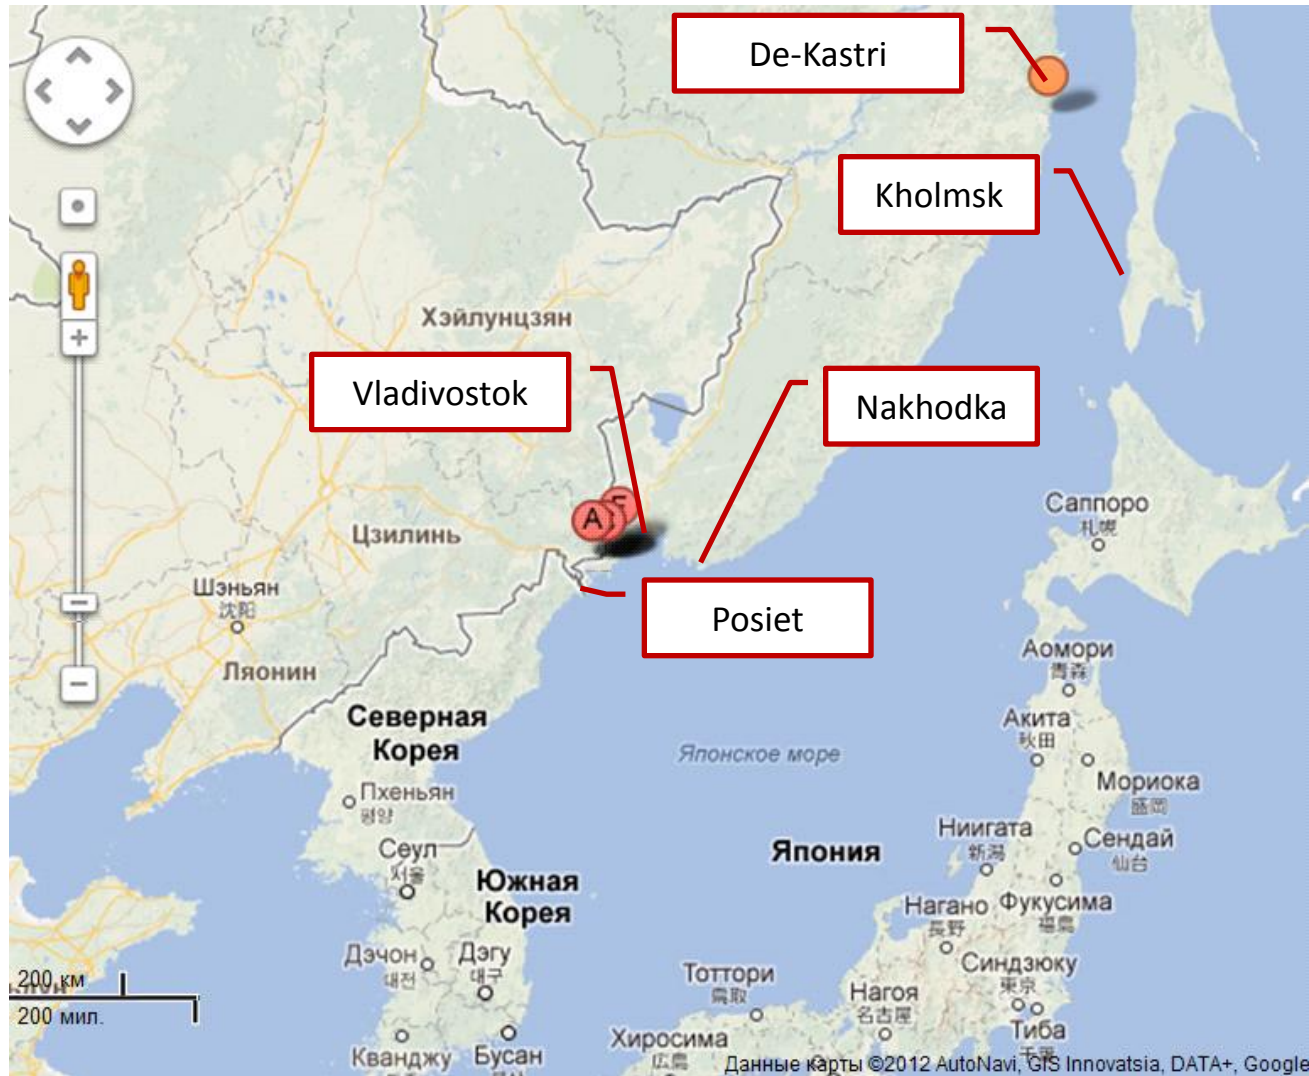 De-Kastri
Kholmsk
Хэйлунцзян
Vladivostok
Nakhodka
A
Саппоро
札幌
Цзилинь
Шэньян
沈阳
Posiet
Ляонин
Аомори
青森
Северная
Корея
Акита
秋田
Японское море
Пхеньян
평양
Мориока
盛岡
Сеул
서울
Ниигата
新潟
Сендай
仙台
Япония
Южная
Корея
Нагано
長野
Фукусима
福島
Дэчон
대전
Дэгу
대구
Синдзюку
東京
Тоттори
鳥取
Нагоя
名古屋
200 км
200 мил.
Тиба
千葉
Хиросима
広島
Кванджу
Бусан
Данные карты ©2012 AutoNavi, GIS Innovatsia, DATA+, Google